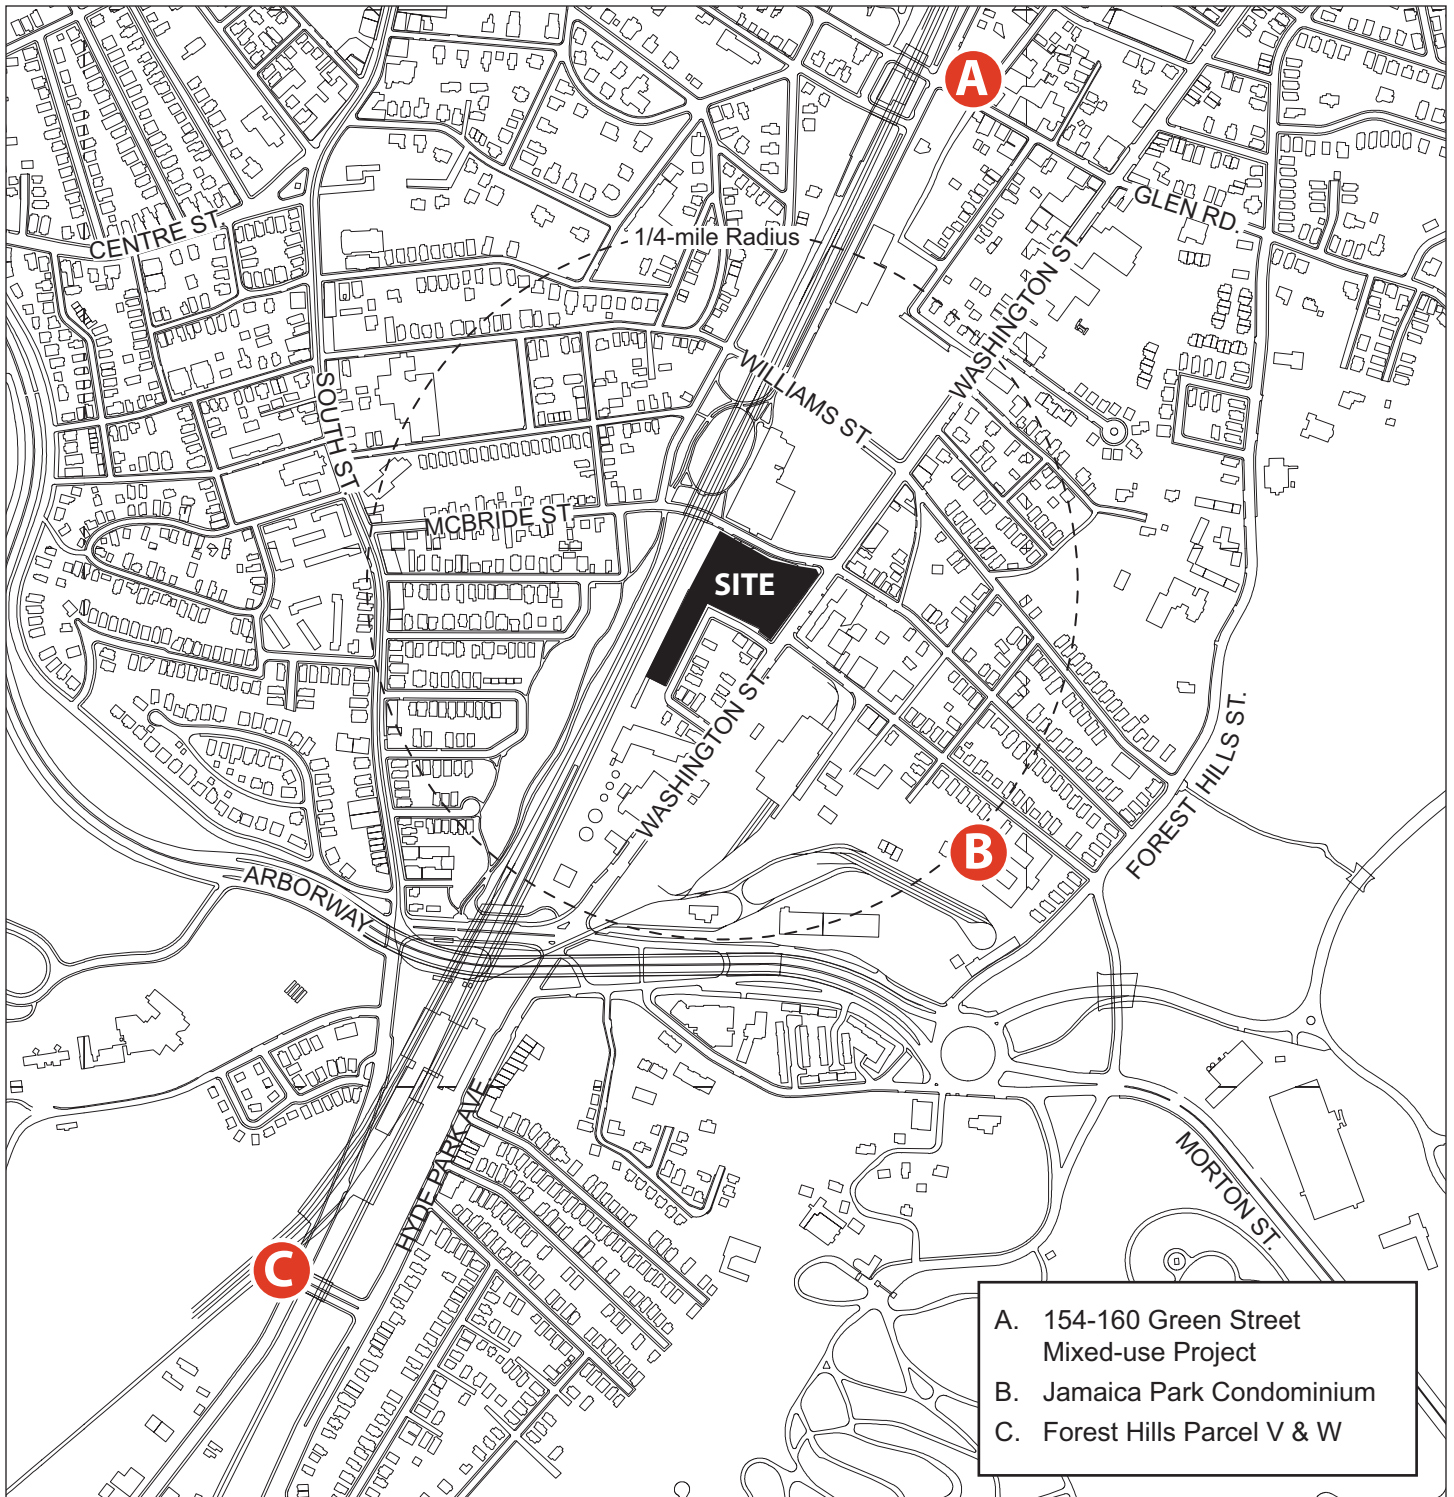 A
GLEN RD.
CENTRE ST.
1/4-mile Radius
WASHINGTON ST.
WILLIAMS ST.
SOUTH ST.
MCBRIDE ST.
SITE
WASHINGTON ST.
FOREST HILLS ST.
B
ARBORWAY
HYDE PARK AVE.
MORTON ST.
C
A. 154-160 Green Street
Mixed-use Project
B. Jamaica Park Condominium
C. Forest Hills Parcel V & W